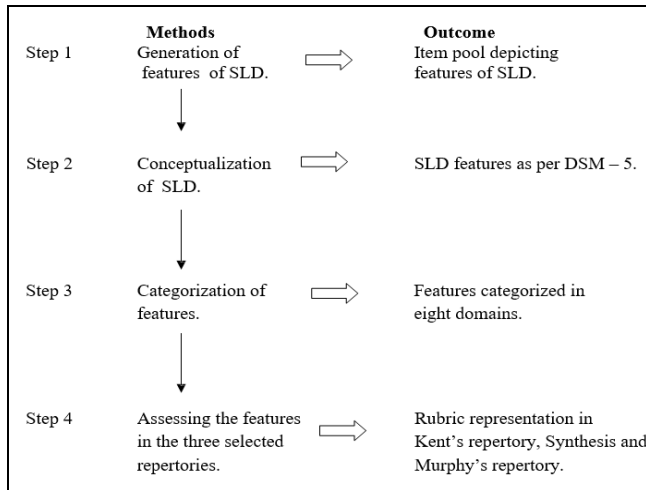 Methods Outcome
Step 1 Generation of Item pool depicting
features of SLD. features of SLD.
Step 2 Conceptualization SLD features as per DSM – 5.
of SLD.
Step 3 Categorization of Features categorized in
features. eight domains.
Step 4 Assessing the features Rubric representation in
in the three selected Kent's repertory, Synthesis and
repertories. Murphy's repertory.